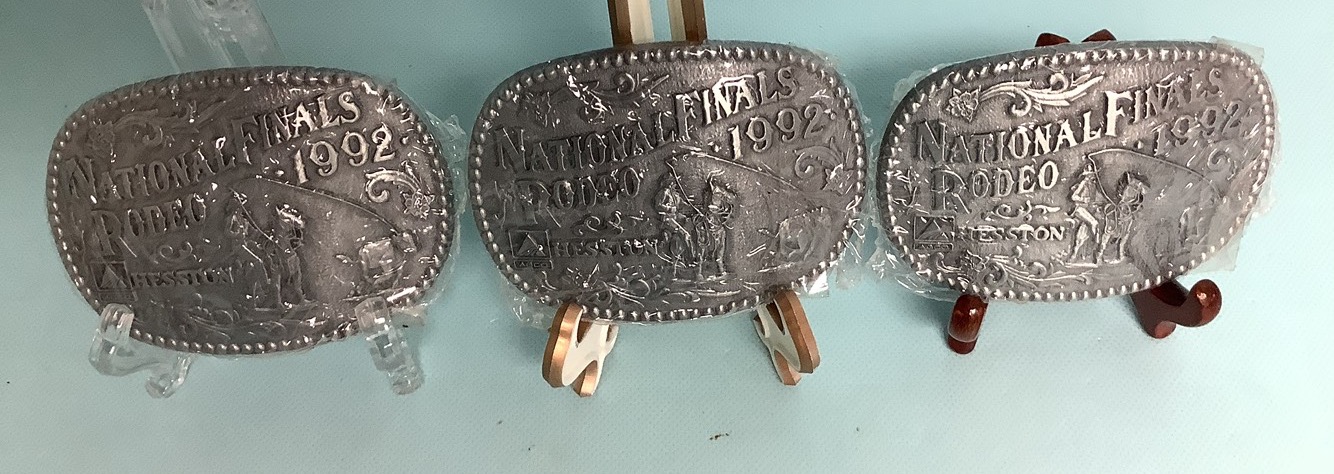 NATIONAL FINALS
RODEO
1992
HESSTON
NATIONAL FINALS
RODEO
1992
HESSTON
NATIONAL FINALS
RODEO
1992
HESSTON